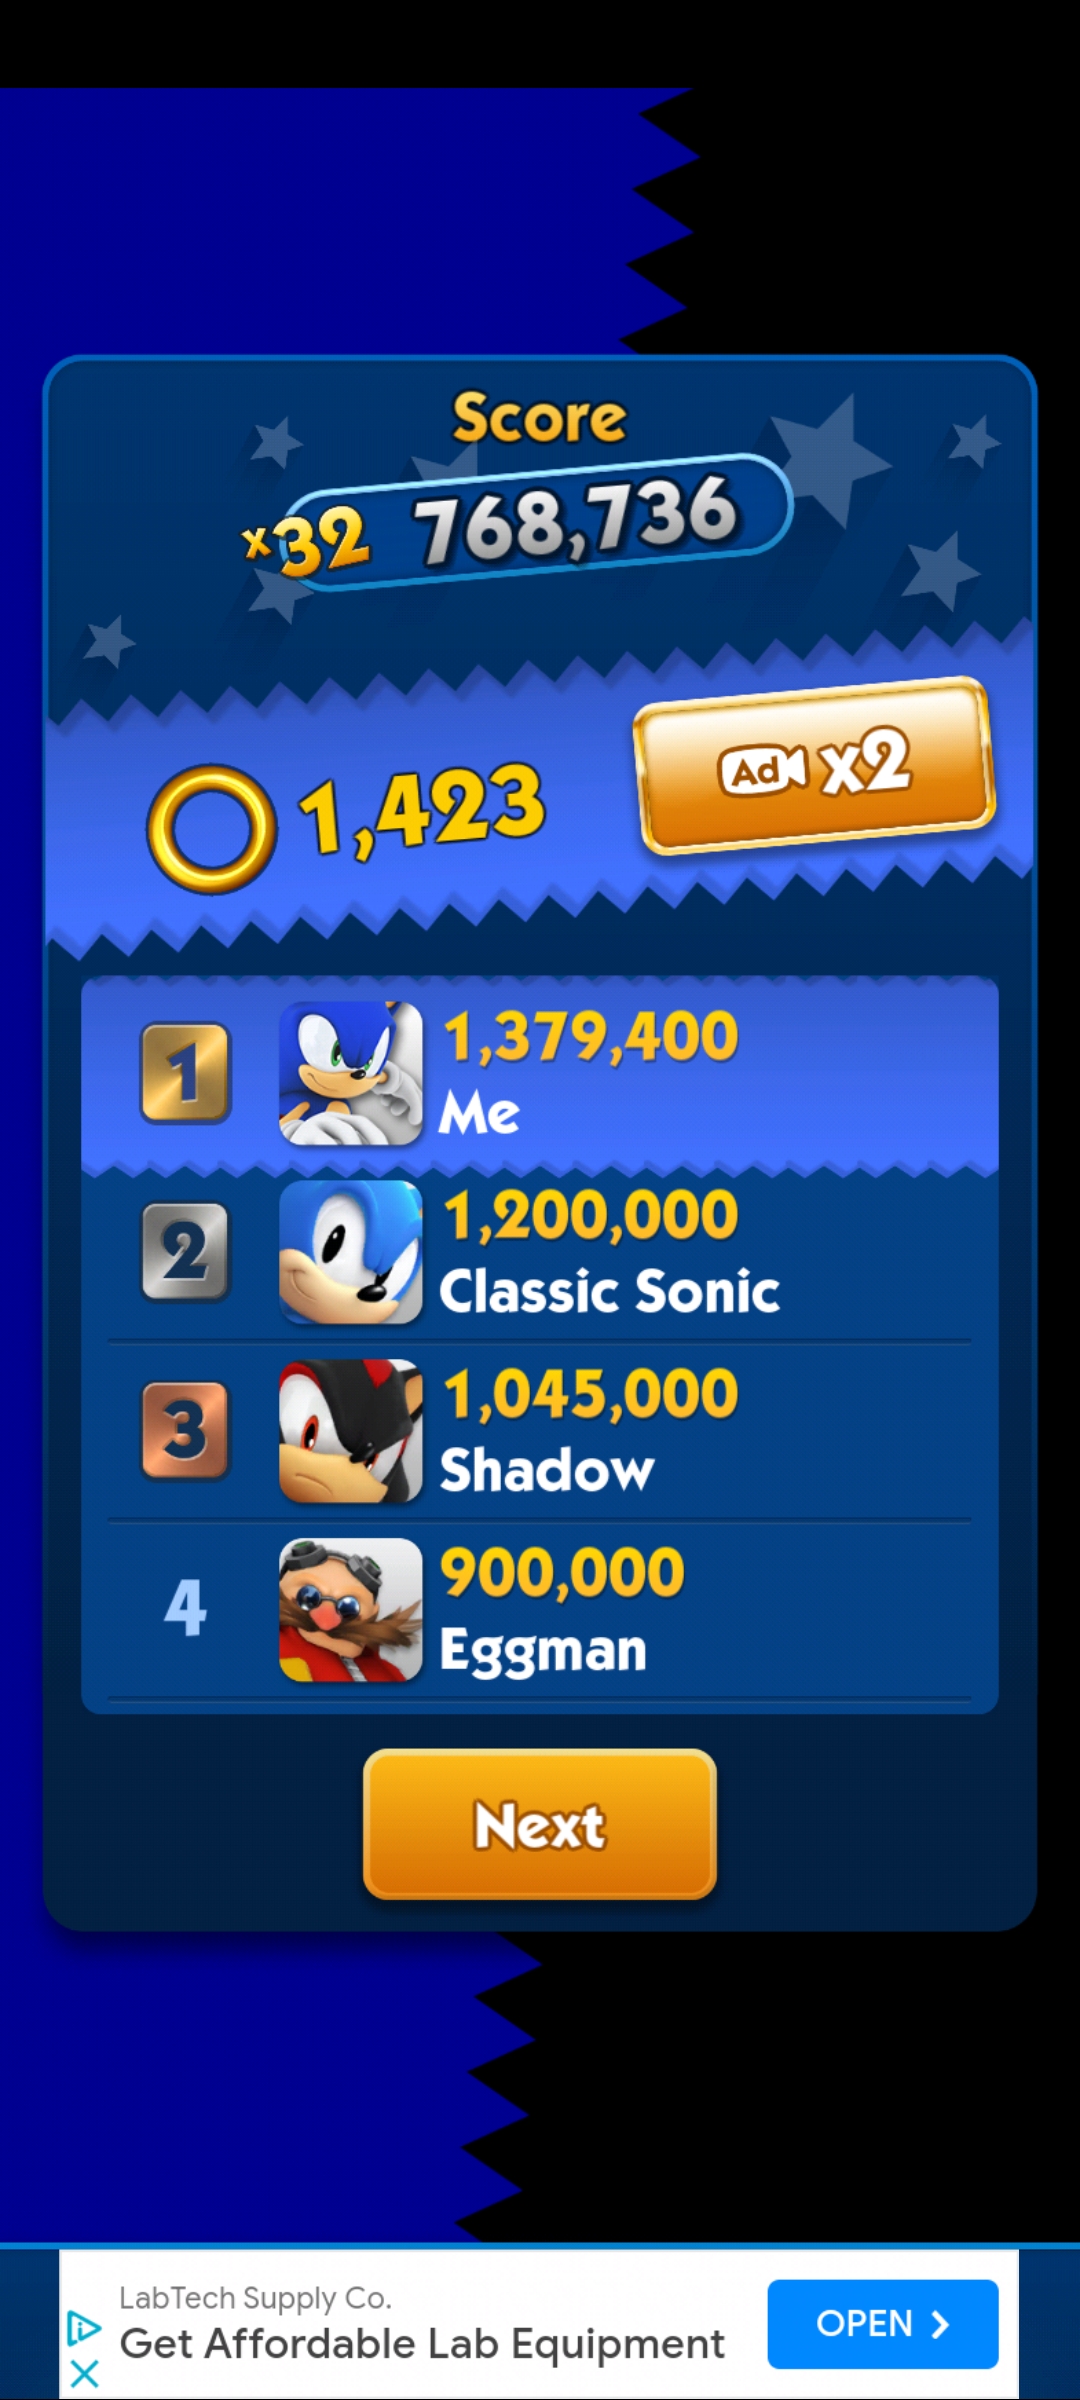 Score
x32 768,736
1,423
Ad x2
1
1,379,400
Me
2
1,200,000
Classic Sonic
3
1,045,000
Shadow
4
900,000
Eggman
Next
LabTech Supply Co.
Get Affordable Lab Equipment
OPEN